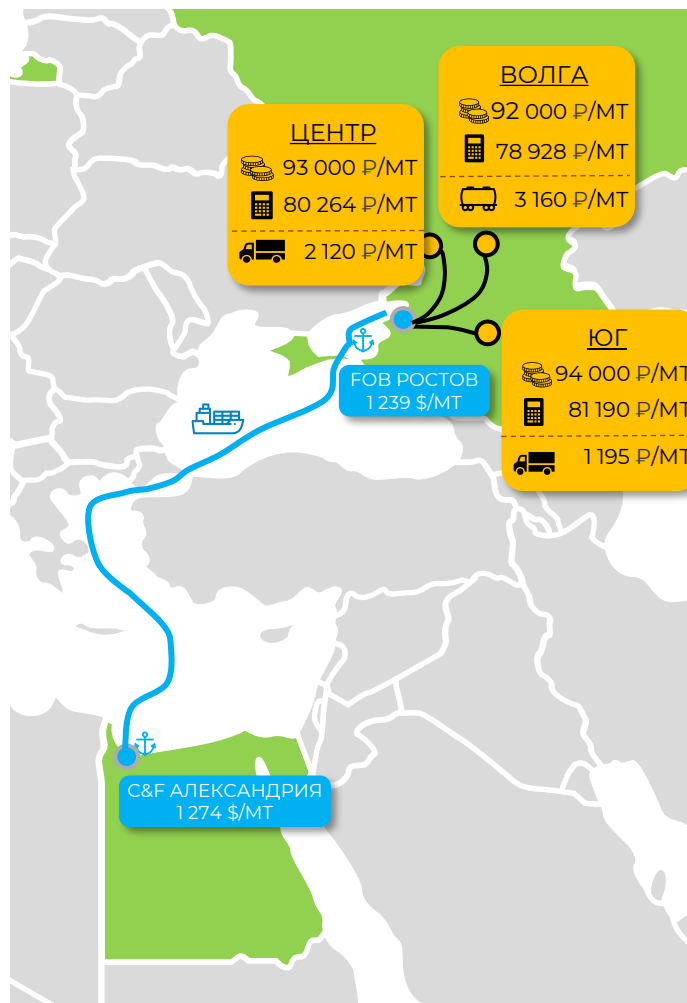 ВОЛГА
92 000 ₽/МТ
78 928 ₽/МТ
3 160 ₽/МТ
ЦЕНТР
93 000 ₽/МТ
80 264 ₽/МТ
2 120 ₽/МТ
ЮГ
94 000 ₽/МТ
81 190 ₽/МТ
1 195 ₽/МТ
FOB РОСТОВ
1 239 $/МТ
C&F АЛЕКСАНДРИЯ
1 274 $/МТ